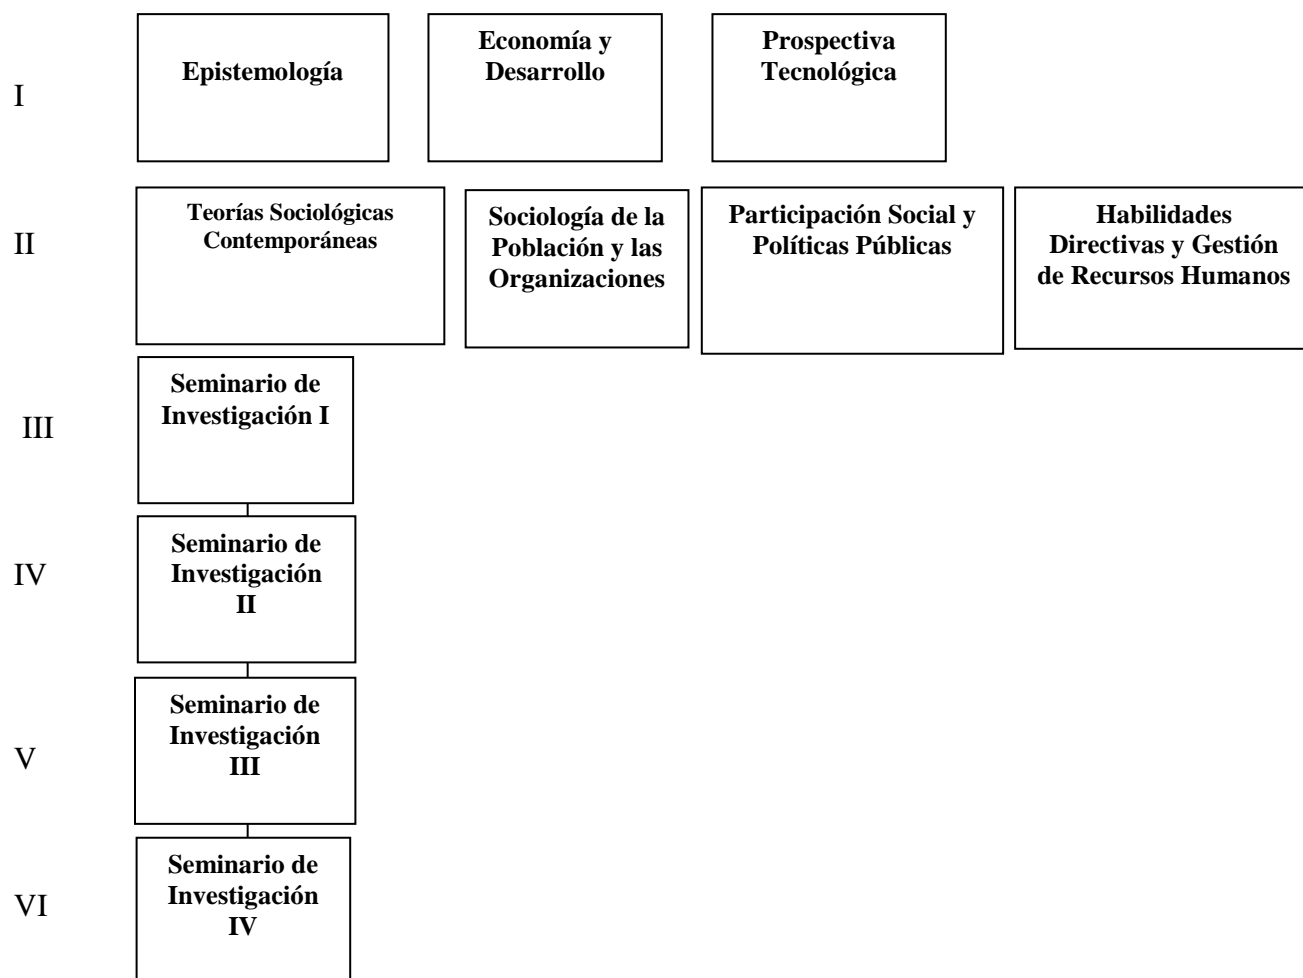 I
Epistemología
Economía y
Desarrollo
Prospectiva
Tecnológica
II
Teorías Sociológicas
Contemporáneas
Sociología de la
Población y las
Organizaciones
Participación Social y
Políticas Públicas
Habilidades
Directivas y Gestión
de Recursos Humanos
III
Seminario de
Investigación I
IV
Seminario de
Investigación
II
V
Seminario de
Investigación
III
VI
Seminario de
Investigación
IV